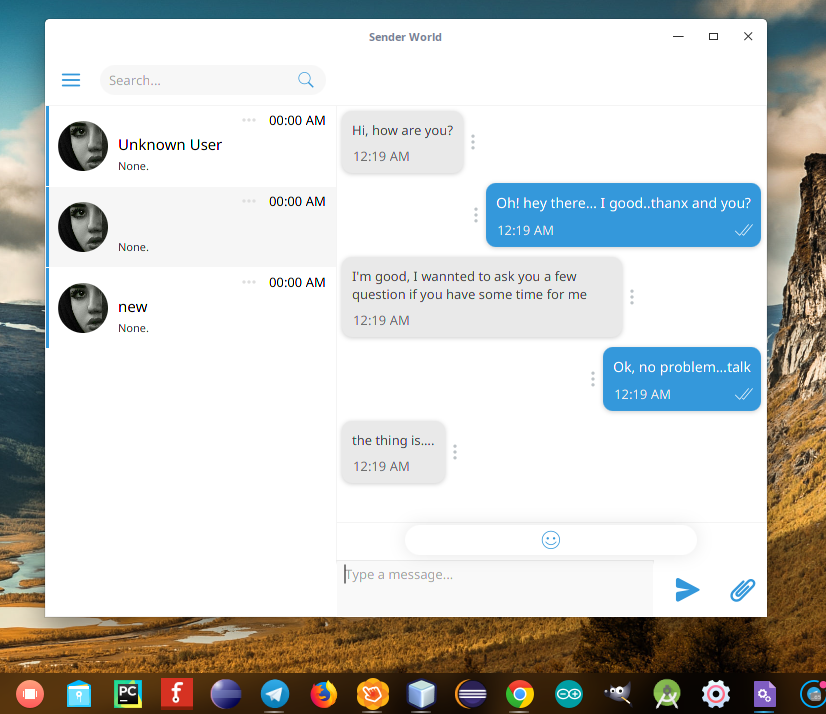 Sender World
Search...
00:00 AM
Unknown User
None.
00:00 AM
None.
00:00 AM
new
None.
Hi, how are you?
12:19 AM
Oh! hey there... I good..thanx and you?
12:19 AM
I'm good, I wannted to ask you a few
question if you have some time for me
12:19 AM
Ok, no problem...talk
12:19 AM
the thing is....
12:19 AM
Type a message...
PC